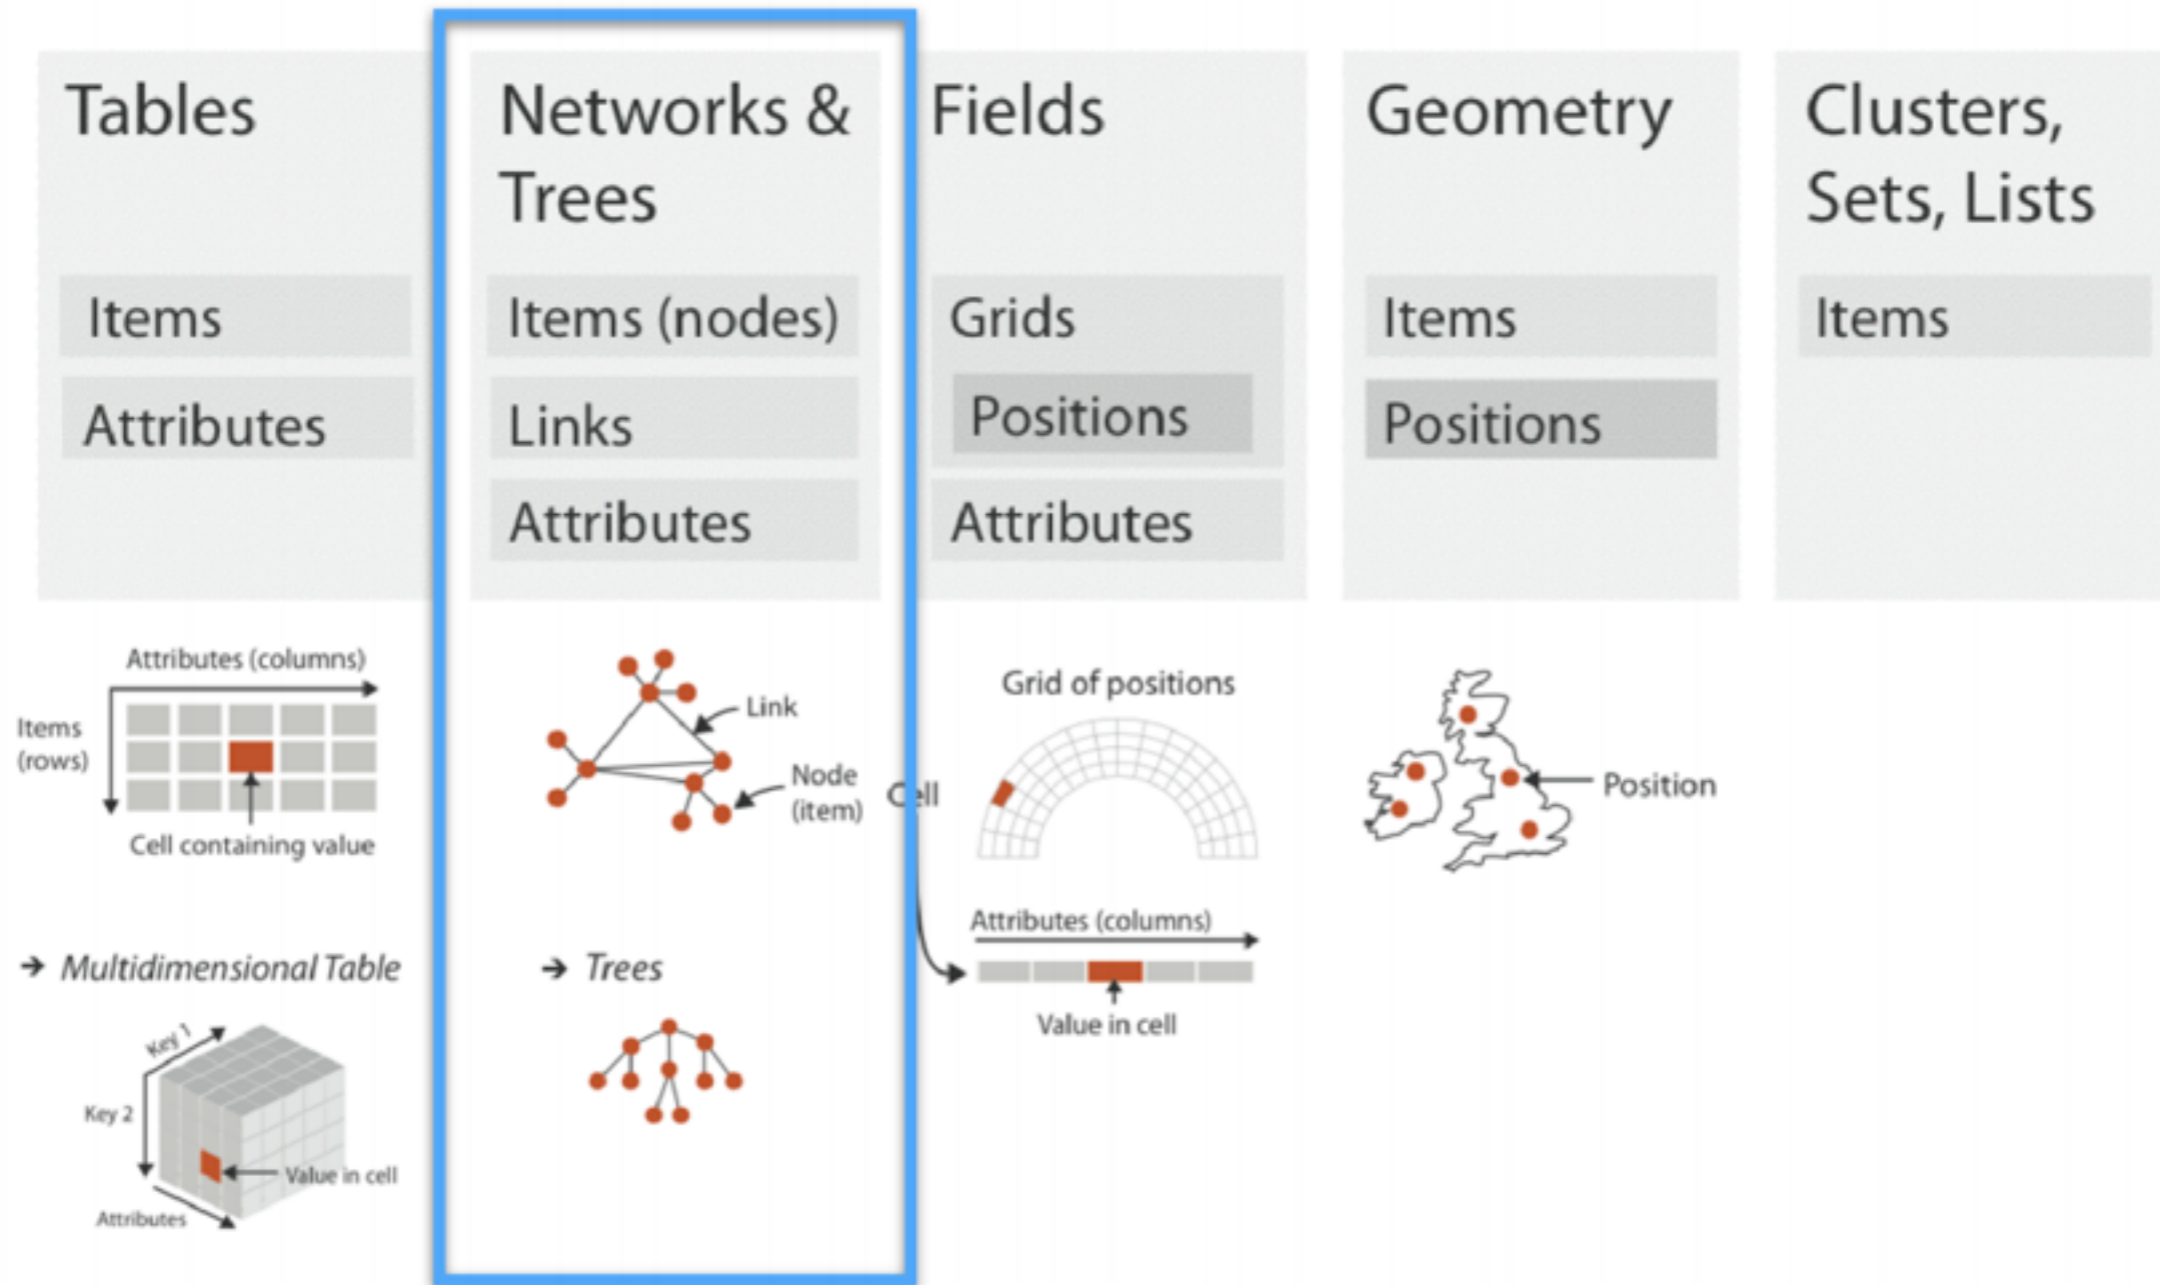 Tables
Items
Attributes
Attributes (columns)
Items
(rows)
Cell containing value
→ Multidimensional Table
Key 1
Key 2
Value in cell
Attributes
Networks &
Trees
Items (nodes)
Links
Attributes
Link
Node
(item)
→ Trees
Fields
Grids
Positions
Attributes
Grid of positions
Cell
Attributes (columns)
Value in cell
Geometry
Items
Positions
Position
Clusters,
Sets, Lists
Items